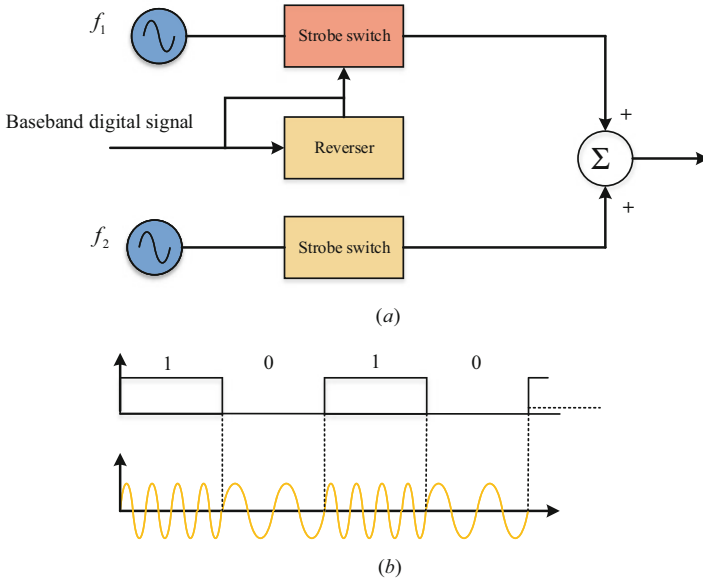 f1
Strobe switch
+
Baseband digital signal
Reverser
Σ
+
f2
Strobe switch
(a)
1 0 1 0
(b)